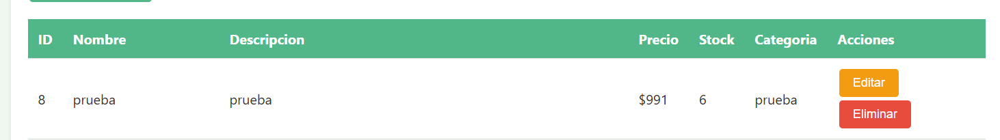 ID Nombre Descripcion Precio Stock Categoria Acciones
8 prueba prueba $991 6 prueba Editar
Eliminar